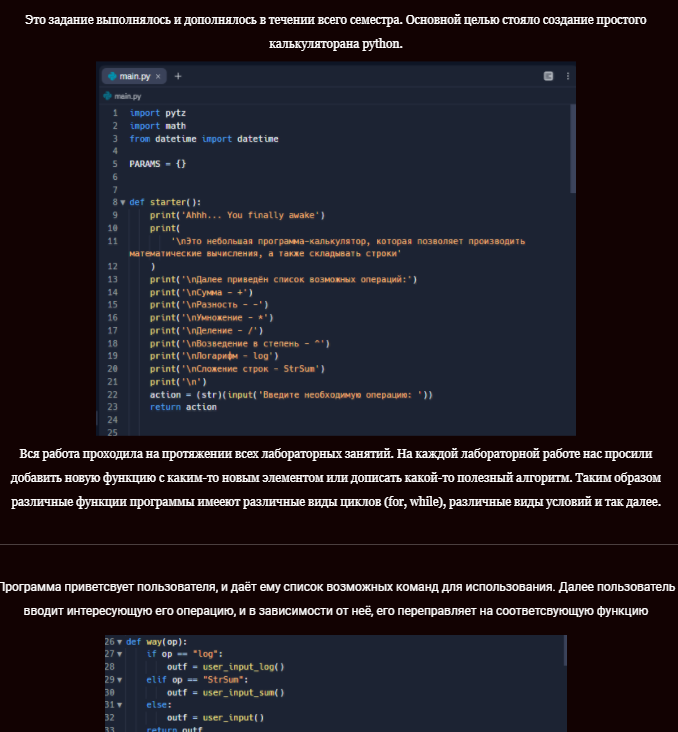 Это задание выполнялось и дополнялось в течении всего семестра. Основной целью стояло создание простого
калькуляторана python.
main.py × +
main.py
1 import pytz
2 import math
3 from datetime import datetime
4
5 PARAMS = {}
6
7
8 def starter():
9 print('Ahhh... You finally awake')
10 print(
11 '\nЭто небольшая программа-калькулятор, которая позволяет производить
математические вычисления, а также складывать строки'
12 )
13 print('\nДалее приведён список возможных операций:')
14 print('\nСумма - +')
15 print('\nРазность - -')
16 print('\nУмножение - *')
17 print('\nДеление - /')
18 print('\nВозведение в степень - ^')
19 print('\nЛогарифм - log')
20 print('\nСложение строк - StrSum')
21 print('\n')
22 action = (str)(input('Введите необходимую операцию: '))
23 return action
24
25
Вся работа проходила на протяжении всех лабораторных занятий. На каждой лабораторной работе нас просили
добавить новую функцию с каким-то новым элементом или дописать какой-то полезный алгоритм. Таким образом
различные функции программы имееют различные виды циклов (for, while), различные виды условий и так далее.
Программа приветсвует пользователя, и даёт ему список возможных команд для использования. Далее пользователь
вводит интересующую его операцию, и в зависимости от неё, его переправляет на соответсвующую функцию
26 def way(op):
27 if op == "log":
28 outf = user_input_log()
29 elif op == "StrSum":
30 outf = user_input_sum()
31 else:
32 outf = user_input()
33 return outf